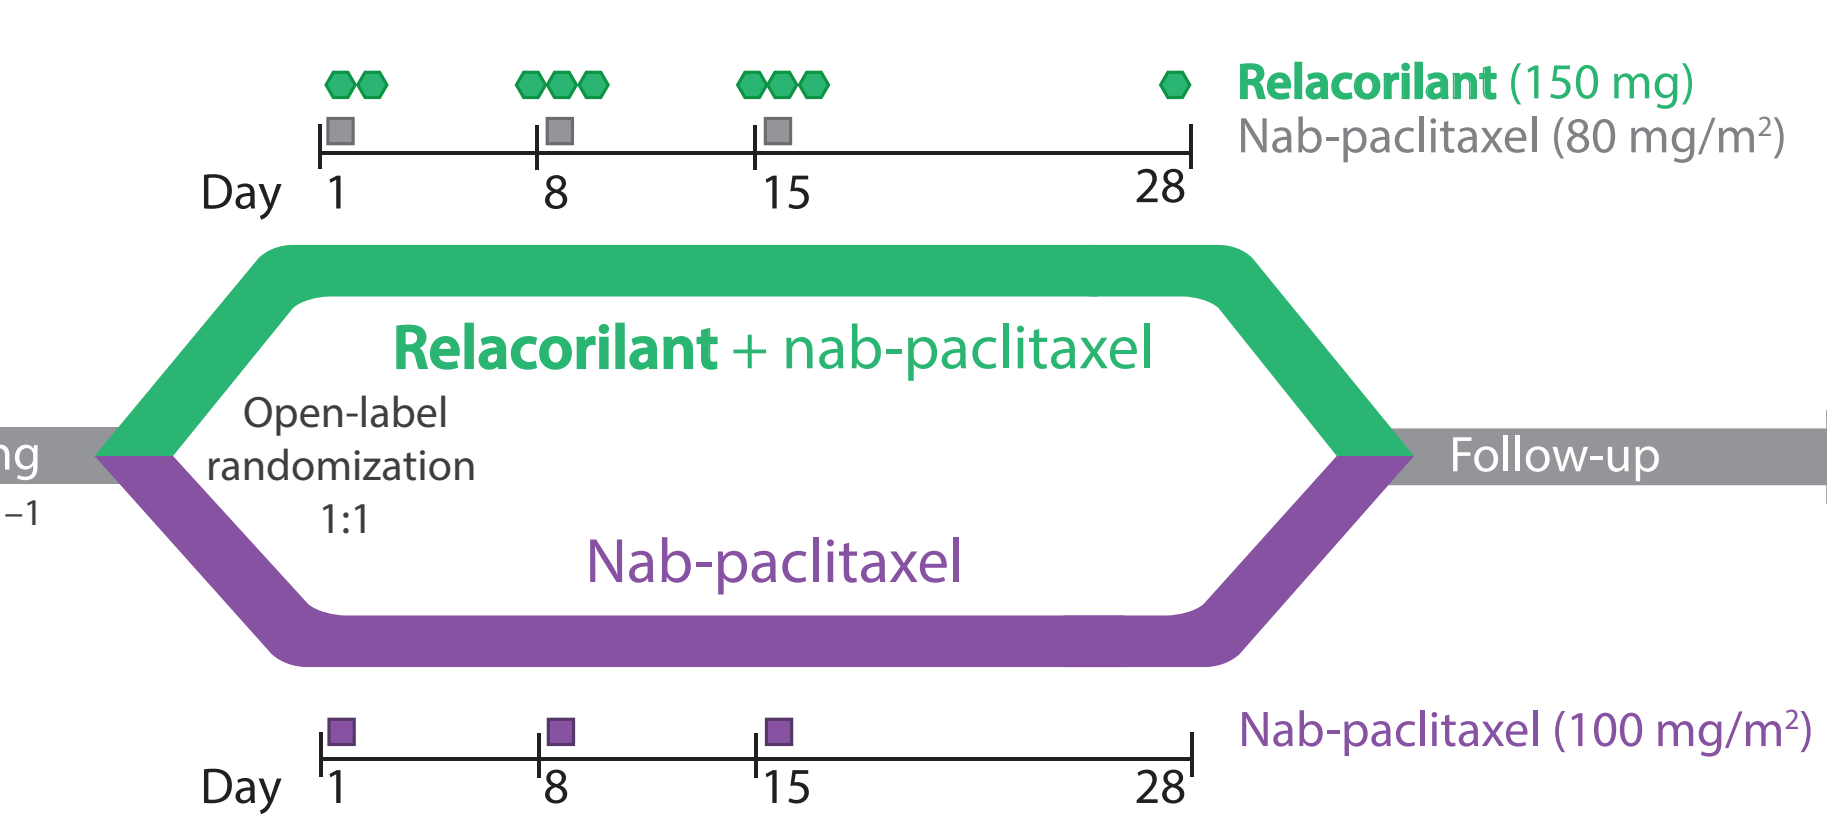 Relacorilant (150 mg)
Nab-paclitaxel (80 mg/m²)
Day 1 8 15 28
Relacorilant + nab-paclitaxel
Open-label
randomization
1:1
ng
–1
Follow-up
Nab-paclitaxel
Nab-paclitaxel (100 mg/m²)
Day 1 8 15 28